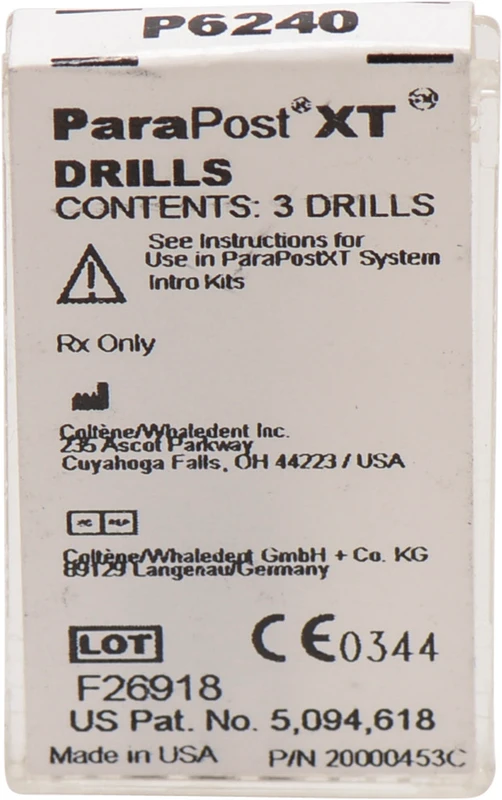 P6240
ParaPost® XT
DRILLS
CONTENTS: 3 DRILLS
See Instructions for
Use in ParaPostXT System
Intro Kits
Rx Only
Coltène/Whaledent Inc.
235 Ascot Parkway
Cuyahoga Falls, OH 44223 / USA
EC REP
Coltène/Whaledent GmbH + Co. KG
89129 Langenau/Germany
LOT CE0344
F26918
US Pat. No. 5,094,618
Made in USA P/N 20000453C